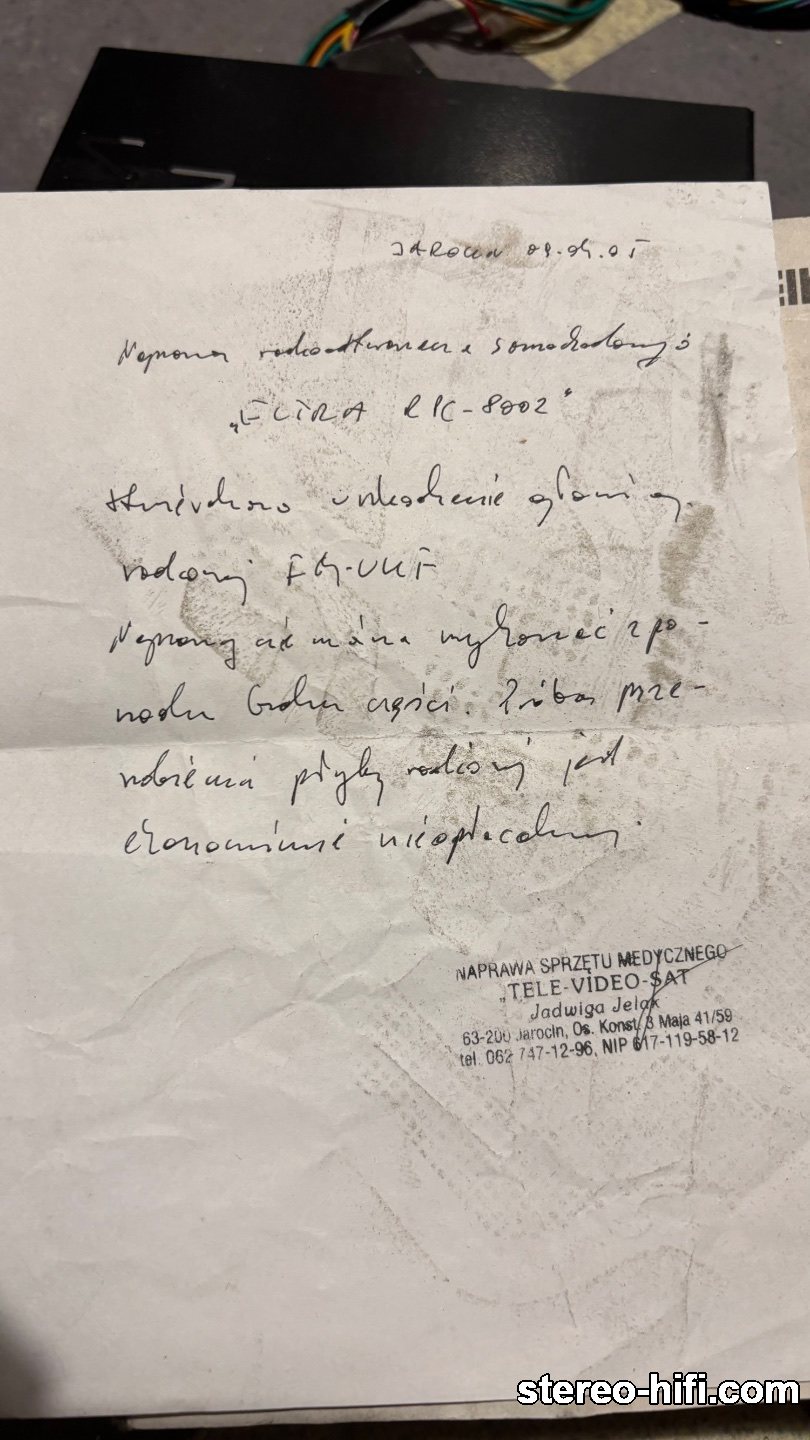 JAROCIN 09.04.05
Naprawa radioodtwarzacza samochodowego
„ELTRA RK-8002"
Stwierdzono uszkodzenie głowicy
radiowej FM-UKF
Naprawy nie można wykonać z po-
wodu braku części. Próba prze-
robienia płytki radiowej jest
ekonomicznie nieopłacalny.
NAPRAWA SPRZĘTU MEDYCZNEGO
„TELE-VIDEO-SAT
Jadwiga Jelak
63-200 Jarocin, Os. Konst. 3 Maja 41/59
tel. 062 747-12-96, NIP 617-119-58-12
stereo-hifi.com